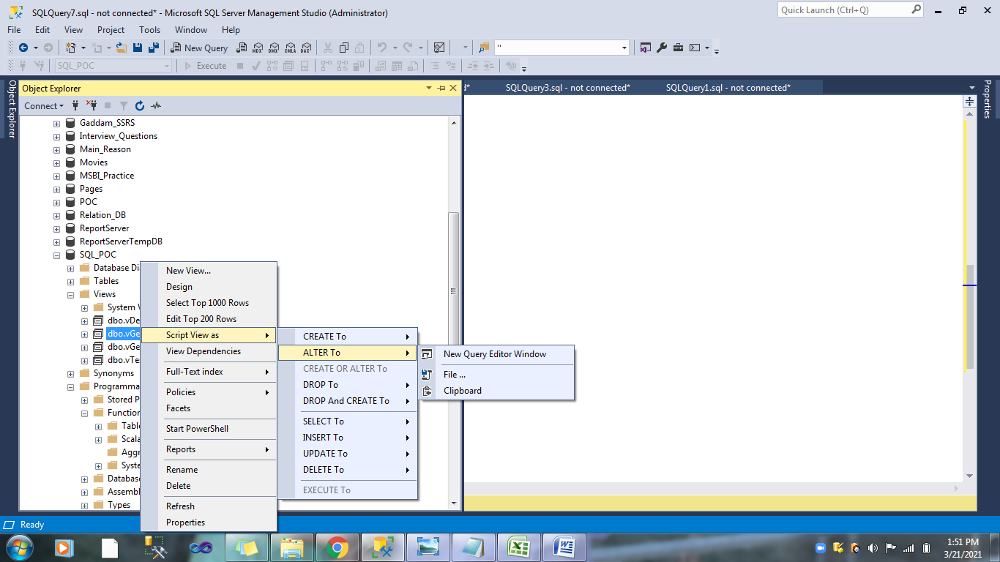 SQLQuery7.sql - not connected* - Microsoft SQL Server Management Studio (Administrator)
Quick Launch (Ctrl+Q)
File Edit View Project Tools Window Help
New Query MDX DMX XMLA DAX "
SQL_POC Execute
Object Explorer
SQLQuery3.sql - not connected*
SQLQuery1.sql - not connected*
Object Explorer
Properties
Connect
Gaddam_SSRS
Interview_Questions
Main_Reason
Movies
MSBI_Practice
Pages
POC
Relation_DB
ReportServer
ReportServerTempDB
SQL_POC
Database Di
Tables
Views
System V
dbo.vDe
dbo.vGe
dbo.vGe
dbo.vTe
Synonyms
Programma
Stored P
Function
Table
Scala
Aggr
Syste
Database
Assembl
Types
New View...
Design
Select Top 1000 Rows
Edit Top 200 Rows
Script View as
View Dependencies
Full-Text index
Policies
Facets
Start PowerShell
Reports
Rename
Delete
Refresh
Properties
CREATE To
ALTER To
CREATE OR ALTER To
DROP To
DROP And CREATE To
SELECT To
INSERT To
UPDATE To
DELETE To
EXECUTE To
New Query Editor Window
File ...
Clipboard
Ready
1:51 PM
3/21/2021